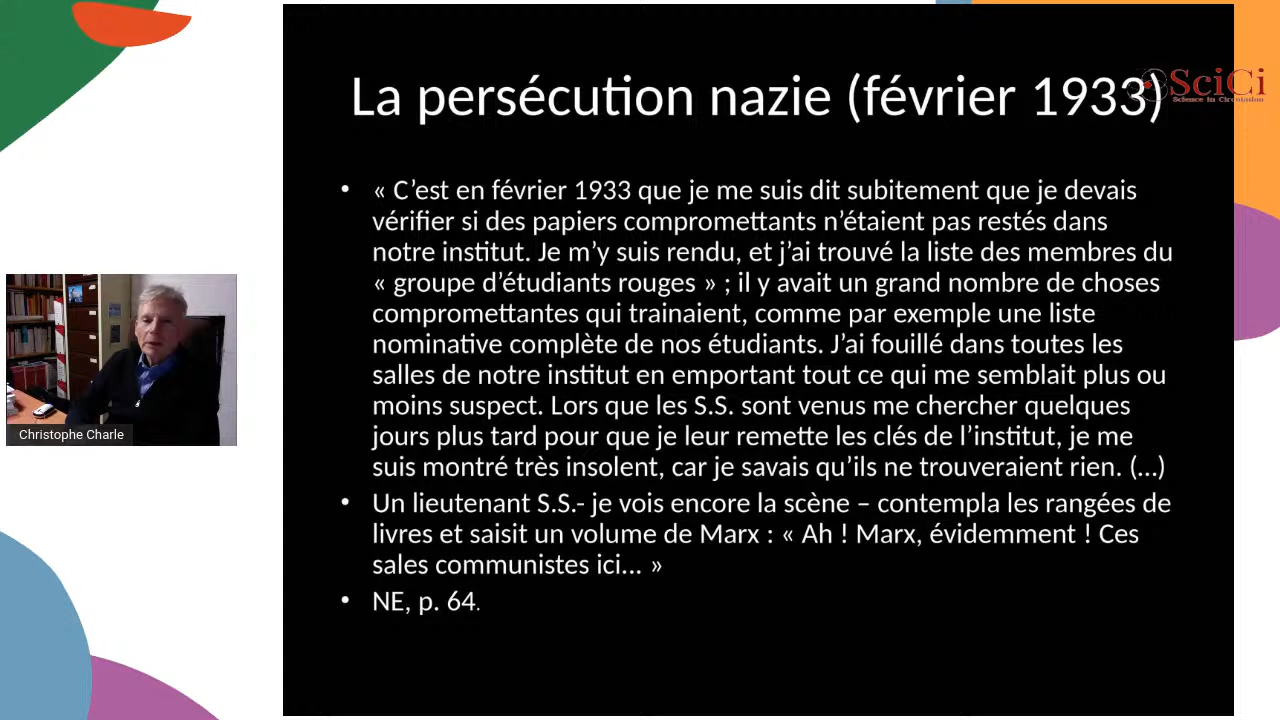 La persécution nazie (février 1933)
SciCi
Science in Circulation
• « C’est en février 1933 que je me suis dit subitement que je devais
vérifier si des papiers compromettants n’étaient pas restés dans
notre institut. Je m’y suis rendu, et j’ai trouvé la liste des membres du
« groupe d’étudiants rouges » ; il y avait un grand nombre de choses
compromettantes qui trainaient, comme par exemple une liste
nominative complète de nos étudiants. J’ai fouillé dans toutes les
salles de notre institut en emportant tout ce qui me semblait plus ou
moins suspect. Lors que les S.S. sont venus me chercher quelques
jours plus tard pour que je leur remette les clés de l’institut, je me
suis montré très insolent, car je savais qu’ils ne trouveraient rien. (…)
• Un lieutenant S.S.- je vois encore la scène – contempla les rangées de
livres et saisit un volume de Marx : « Ah ! Marx, évidemment ! Ces
sales communistes ici… »
• NE, p. 64.
Christophe Charle